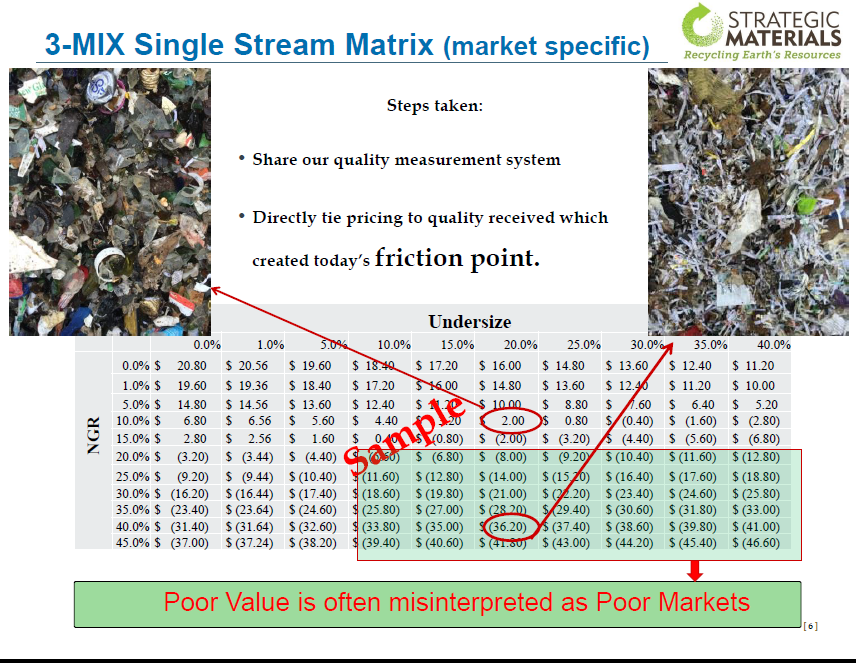 STRATEGIC
MATERIALS
Recycling Earth's Resources
3-MIX Single Stream Matrix (market specific)
Steps taken:
• Share our quality measurement system
• Directly tie pricing to quality received which
created today's friction point.
Undersize
0.0% 1.0% 5.0% 10.0% 15.0% 20.0% 25.0% 30.0% 35.0% 40.0%
NGR
0.0% $ 20.80 $ 20.56 $ 19.60 $ 18.40 $ 17.20 $ 16.00 $ 14.80 $ 13.60 $ 12.40 $ 11.20
1.0% $ 19.60 $ 19.36 $ 18.40 $ 17.20 $ 16.00 $ 14.80 $ 13.60 $ 12.40 $ 11.20 $ 10.00
5.0% $ 14.80 $ 14.56 $ 13.60 $ 12.40 $ $ 10.00 $ 8.80 $ 7.60 $ 6.40 $ 5.20
10.0% $ 6.80 $ 6.56 $ 5.60 $ 4.40 $ $ 2.00 $ 0.80 $ (0.40) $ (1.60) $ (2.80)
15.0% $ 2.80 $ 2.56 $ 1.60 $ $ (0.80) $ (2.00) $ (3.20) $ (4.40) $ (5.60) $ (6.80)
20.0% $ (3.20) $ (3.44) $ (4.40) $ $ (6.80) $ (8.00) $ (9.20) $ (10.40) $ (11.60) $ (12.80)
25.0% $ (9.20) $ (9.44) $ (10.40) $ (11.60) $ (12.80) $ (14.00) $ (15.20) $ (16.40) $ (17.60) $ (18.80)
30.0% $ (16.20) $ (16.44) $ (17.40) $ (18.60) $ (19.80) $ (21.00) $ (22.20) $ (23.40) $ (24.60) $ (25.80)
35.0% $ (23.40) $ (23.64) $ (24.60) $ (25.80) $ (27.00) $ (28.20) $ (29.40) $ (30.60) $ (31.80) $ (33.00)
40.0% $ (31.40) $ (31.64) $ (32.60) $ (33.80) $ (35.00) $ (36.20) $ (37.40) $ (38.60) $ (39.80) $ (41.00)
45.0% $ (37.00) $ (37.24) $ (38.20) $ (39.40) $ (40.60) $ (41.80) $ (43.00) $ (44.20) $ (45.40) $ (46.60)
Sample
Poor Value is often misinterpreted as Poor Markets
[ 6 ]